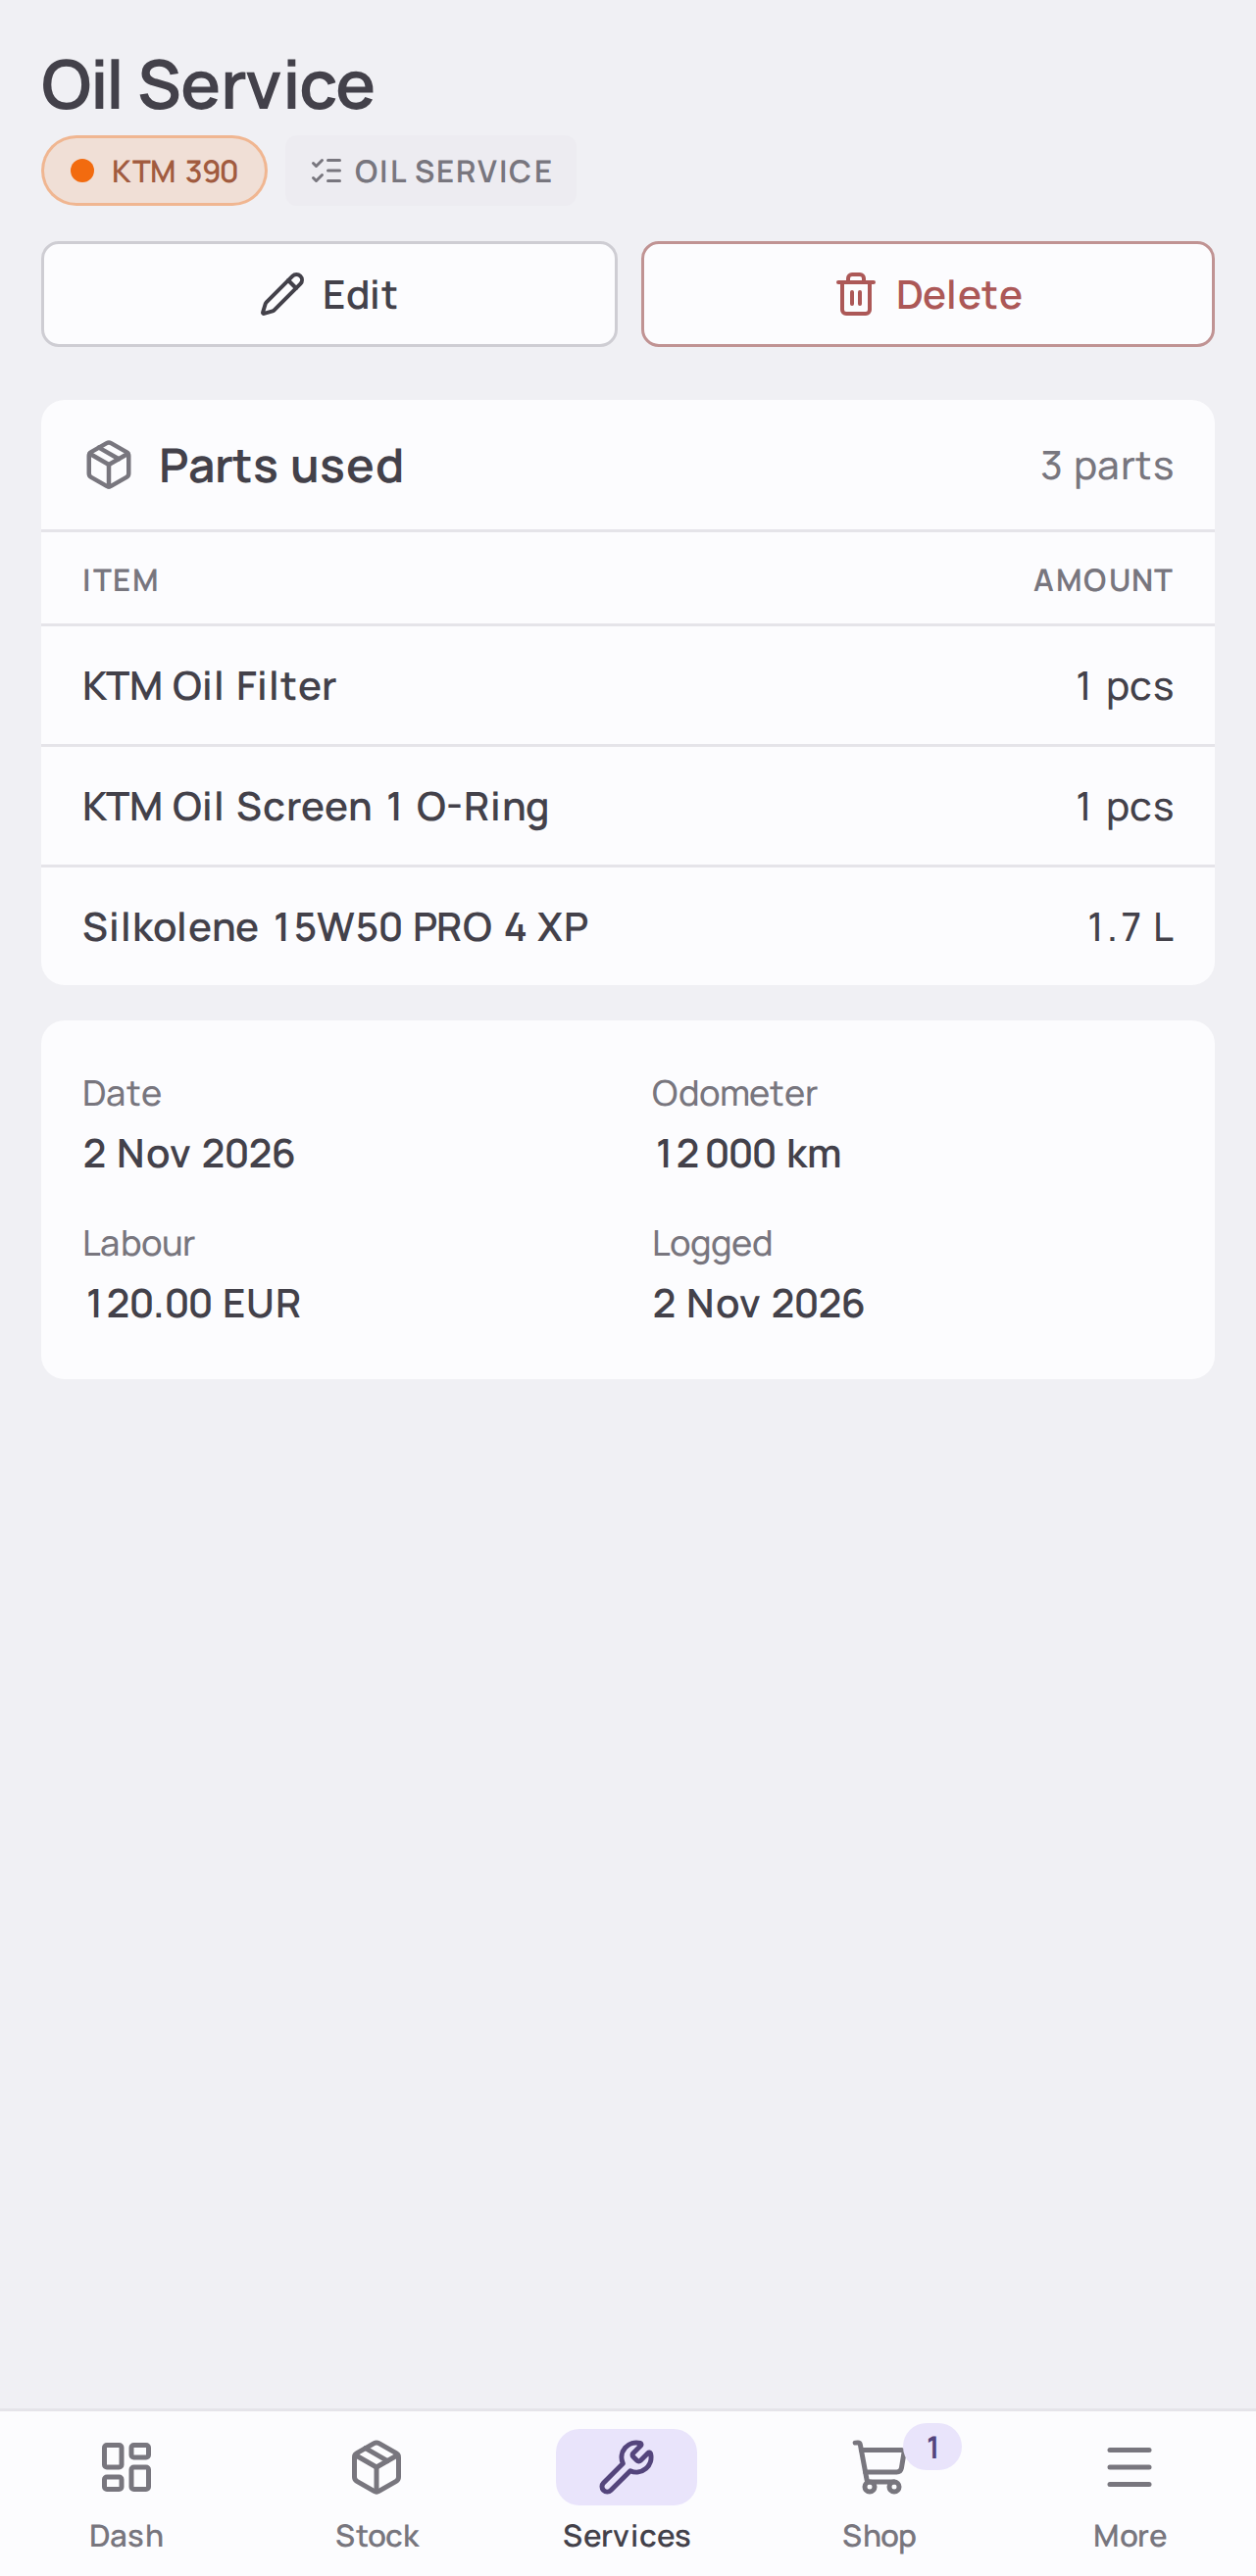 Oil Service
KTM 390
OIL SERVICE
Edit
Delete
Parts used
3 parts
ITEM
AMOUNT
KTM Oil Filter
1 pcs
KTM Oil Screen 1 O-Ring
1 pcs
Silkolene 15W50 PRO 4 XP
1.7 L
Date
Odometer
2 Nov 2026
12 000 km
Labour
Logged
120.00 EUR
2 Nov 2026
1
Dash
Stock
Services
Shop
More